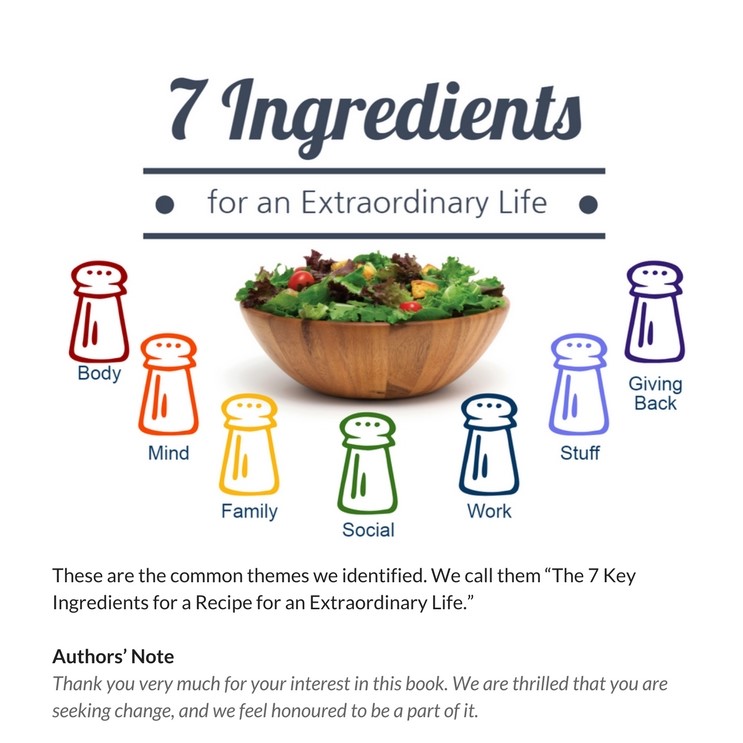 7 Ingredients
for an Extraordinary Life
Body
Mind
Family
Social
Work
Stuff
Giving
Back
These are the common themes we identified. We call them “The 7 Key
Ingredients for a Recipe for an Extraordinary Life.”
Authors’ Note
Thank you very much for your interest in this book. We are thrilled that you are
seeking change, and we feel honoured to be a part of it.